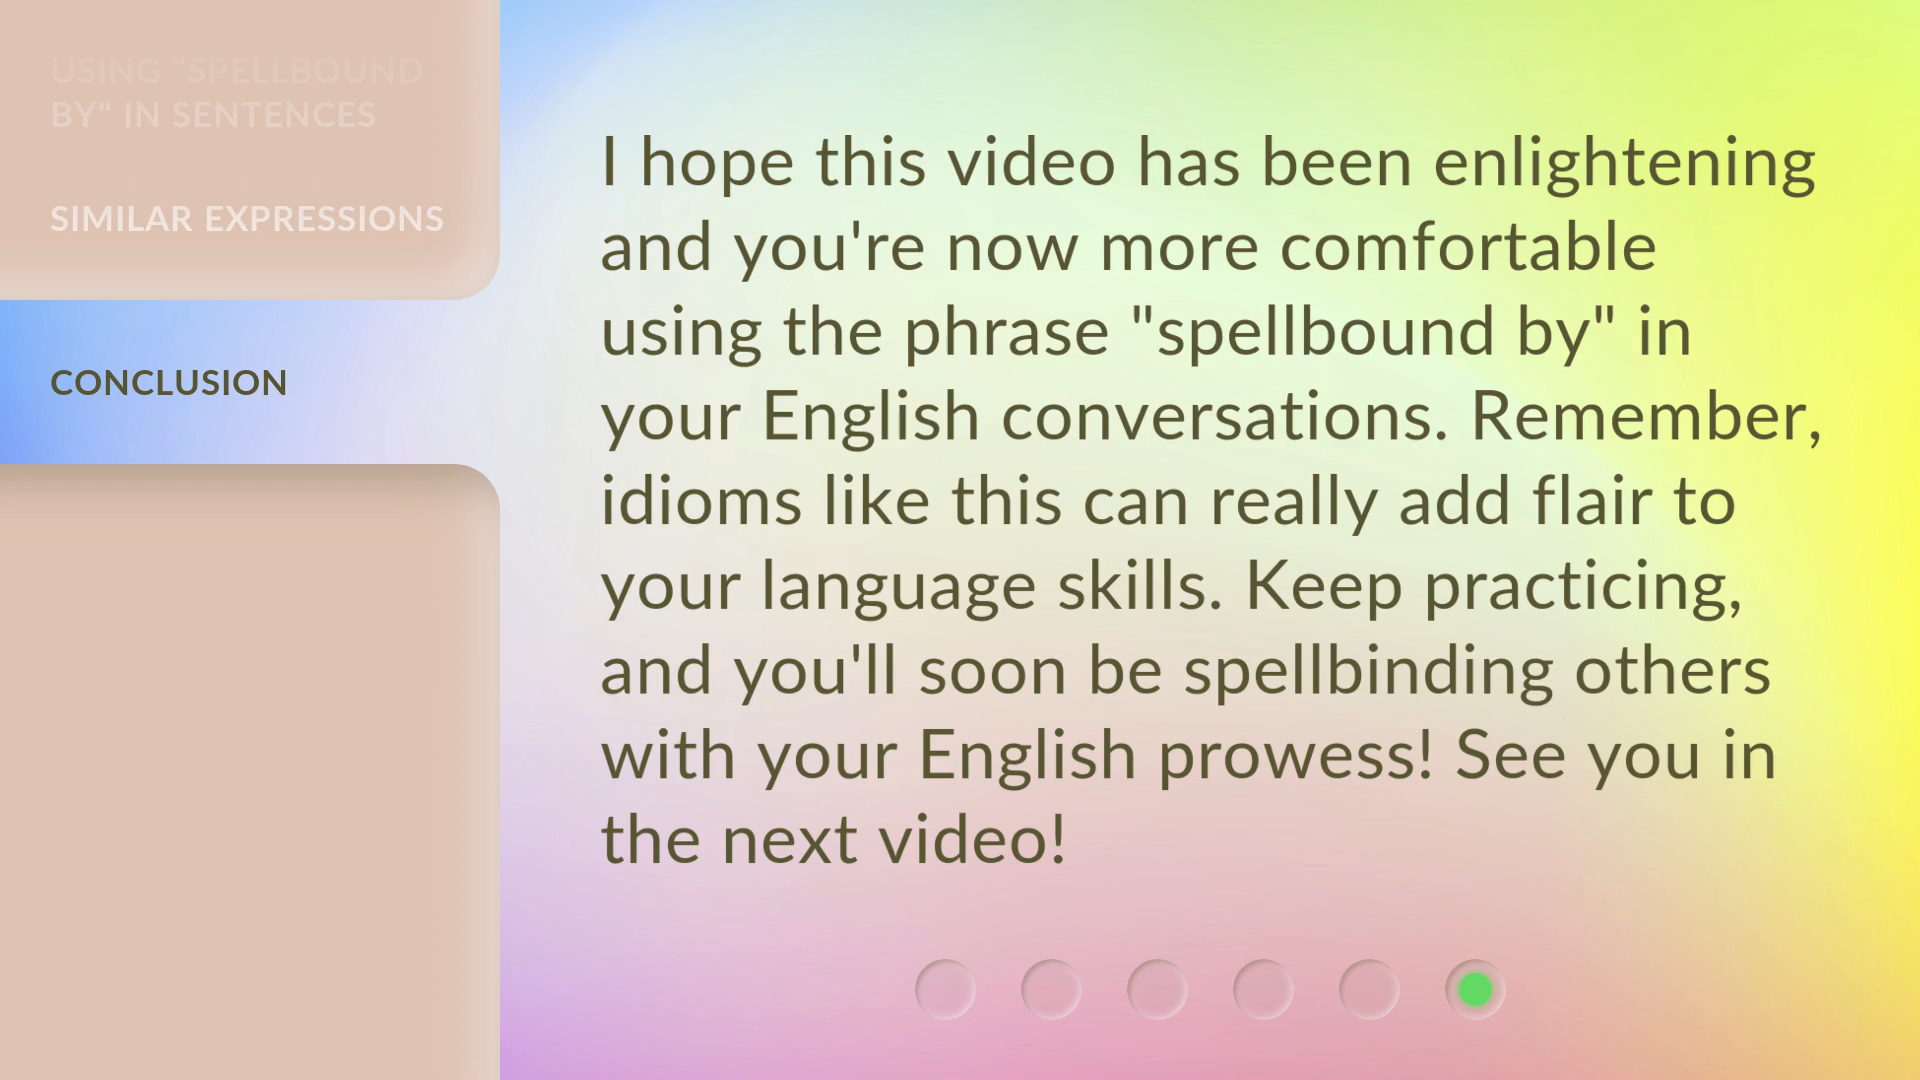 USING "SPELLBOUND
BY" IN SENTENCES
SIMILAR EXPRESSIONS
CONCLUSION
I hope this video has been enlightening
and you're now more comfortable
using the phrase "spellbound by" in
your English conversations. Remember,
idioms like this can really add flair to
your language skills. Keep practicing,
and you'll soon be spellbinding others
with your English prowess! See you in
the next video!